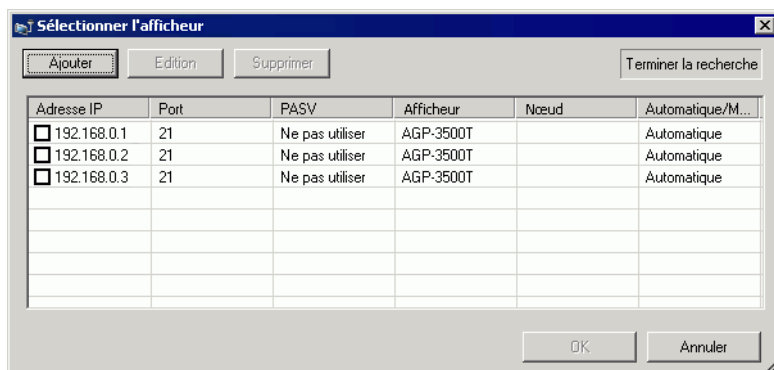 Sélectionner l'afficheur
Ajouter Edition Supprimer Terminer la recherche
Adresse IP Port PASV Afficheur Nœud Automatique/M...
192.168.0.1 21 Ne pas utiliser AGP-3500T Automatique
192.168.0.2 21 Ne pas utiliser AGP-3500T Automatique
192.168.0.3 21 Ne pas utiliser AGP-3500T Automatique
OK Annuler